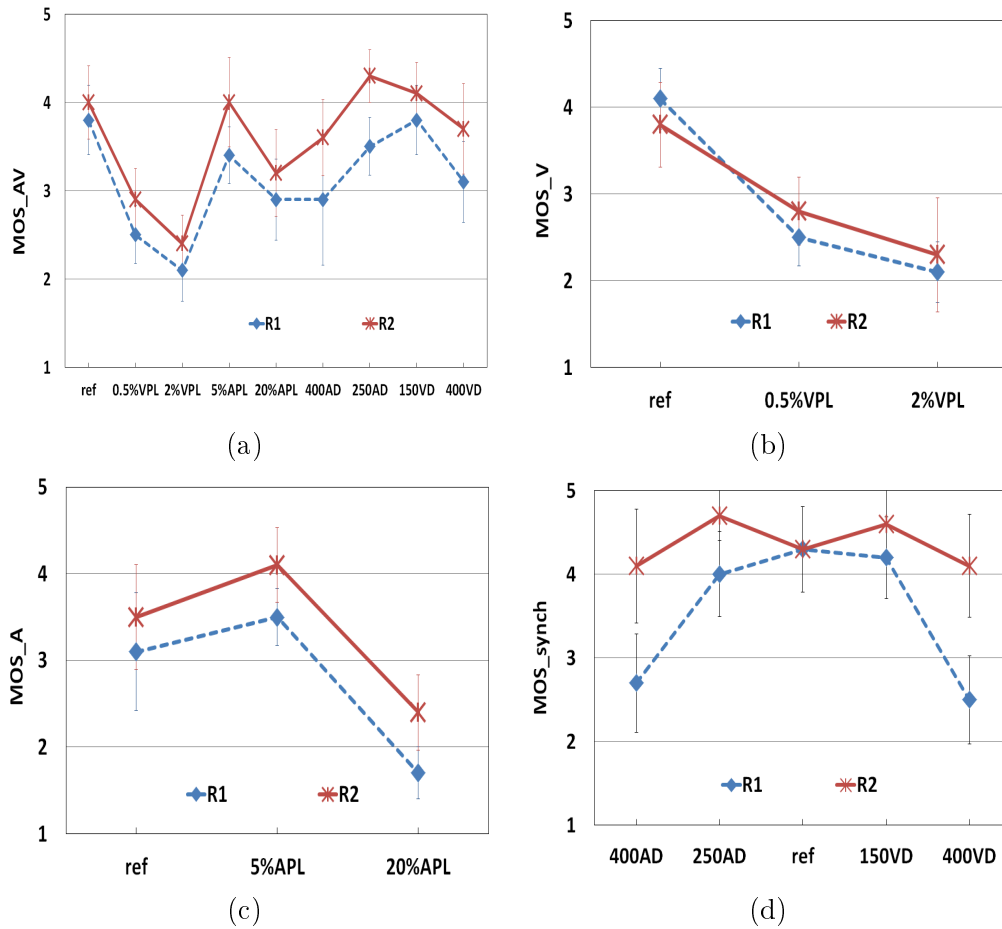 5
4
3
2
1
MOS_AV
R1 R2
ref 0.5%VPL 2%VPL 5%APL 20%APL 400AD 250AD 150VD 400VD
(a)
5
4
3
2
1
MOS_V
R1 R2
ref 0.5%VPL 2%VPL
(b)
5
4
3
2
1
MOS_A
R1 R2
ref 5%APL 20%APL
(c)
5
4
3
2
1
MOS_synch
R1 R2
400AD 250AD ref 150VD 400VD
(d)